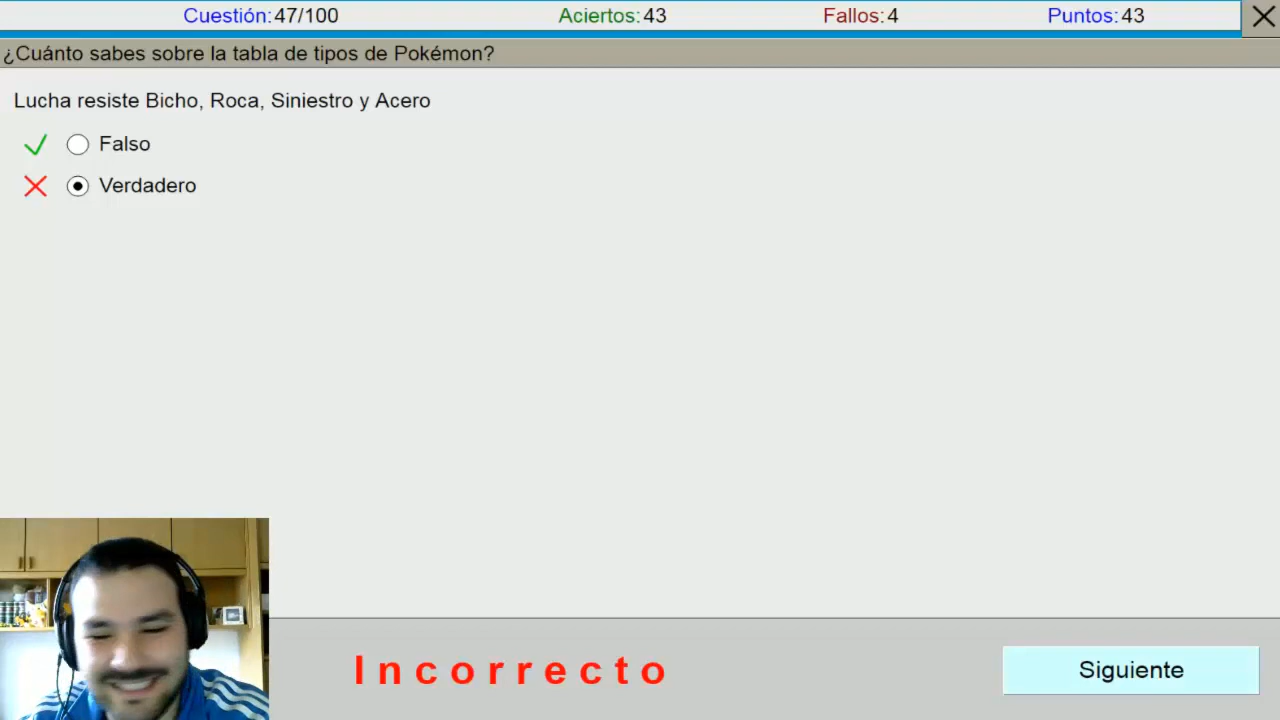 Cuestión: 47/100 Aciertos: 43 Fallos: 4 Puntos: 43
¿Cuánto sabes sobre la tabla de tipos de Pokémon?
Lucha resiste Bicho, Roca, Siniestro y Acero
Falso
Verdadero
Incorrecto
Siguiente